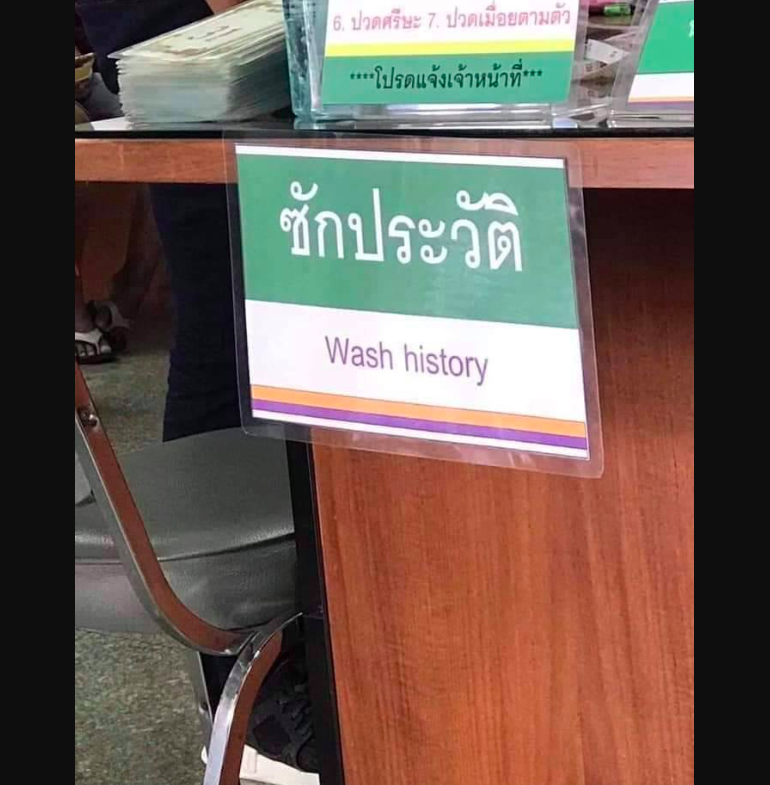 6. ปวดศรีษะ 7. ปวดเมื่อยตามตัว
****โปรดแจ้งเจ้าหน้าที่***
ซักประวัติ
Wash history